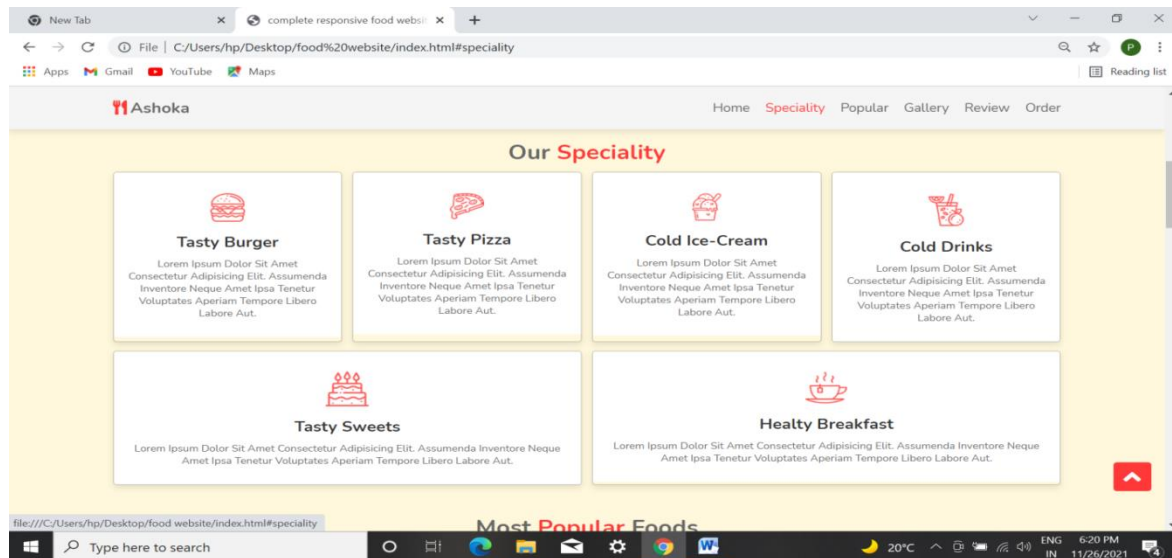 New Tab
complete responsive food websit
File | C:/Users/hp/Desktop/food%20website/index.html#speciality
P
Apps Gmail YouTube Maps Reading list
Ashoka
Home Speciality Popular Gallery Review Order
Our Speciality
Tasty Burger
Lorem Ipsum Dolor Sit Amet
Consectetur Adipisicing Elit. Assumenda
Inventore Neque Amet Ipsa Tenetur
Voluptates Aperiam Tempore Libero
Labore Aut.
Tasty Pizza
Lorem Ipsum Dolor Sit Amet
Consectetur Adipisicing Elit. Assumenda
Inventore Neque Amet Ipsa Tenetur
Voluptates Aperiam Tempore Libero
Labore Aut.
Cold Ice-Cream
Lorem Ipsum Dolor Sit Amet
Consectetur Adipisicing Elit. Assumenda
Inventore Neque Amet Ipsa Tenetur
Voluptates Aperiam Tempore Libero
Labore Aut.
Cold Drinks
Lorem Ipsum Dolor Sit Amet
Consectetur Adipisicing Elit. Assumenda
Inventore Neque Amet Ipsa Tenetur
Voluptates Aperiam Tempore Libero
Labore Aut.
Tasty Sweets
Lorem Ipsum Dolor Sit Amet Consectetur Adipisicing Elit. Assumenda Inventore Neque
Amet Ipsa Tenetur Voluptates Aperiam Tempore Libero Labore Aut.
Healty Breakfast
Lorem Ipsum Dolor Sit Amet Consectetur Adipisicing Elit. Assumenda Inventore Neque
Amet Ipsa Tenetur Voluptates Aperiam Tempore Libero Labore Aut.
Most Popular Foods
file:///C:/Users/hp/Desktop/food website/index.html#speciality
Type here to search
W
20°C
ENG
IN
6:20 PM
11/26/2021